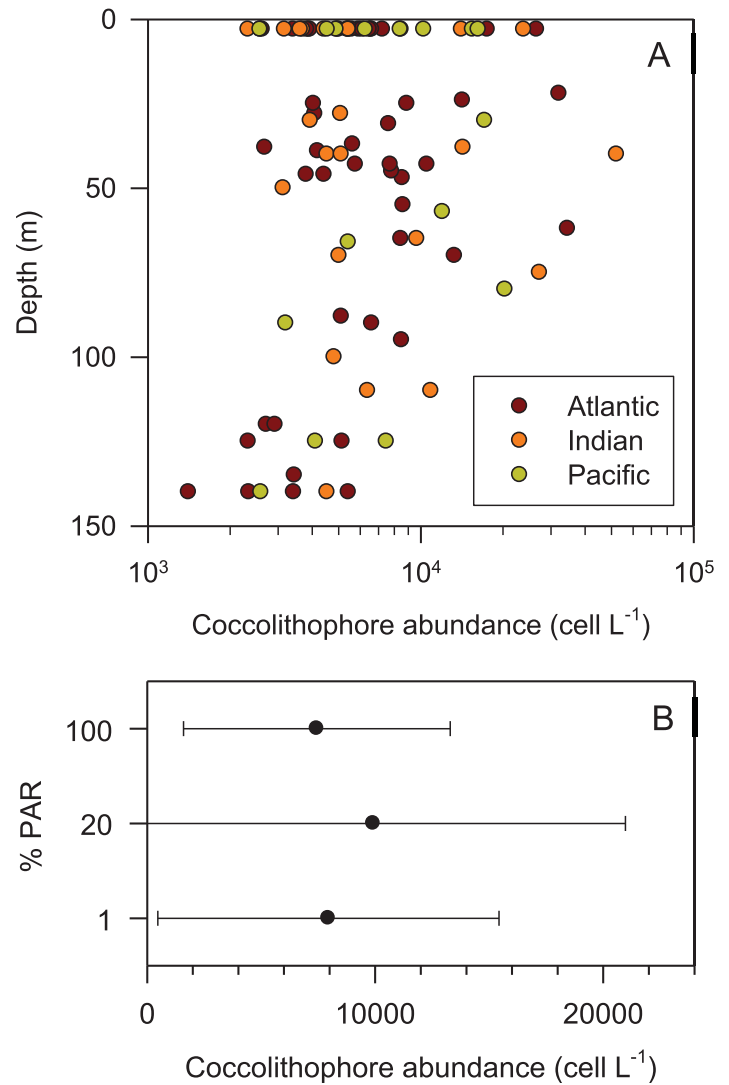 0
A
50
Depth (m)
100
Atlantic
Indian
Pacific
150
10³
10⁴
10⁵
Coccolithophore abundance (cell L⁻¹)
B
100
% PAR
20
1
0
10000
20000
Coccolithophore abundance (cell L⁻¹)